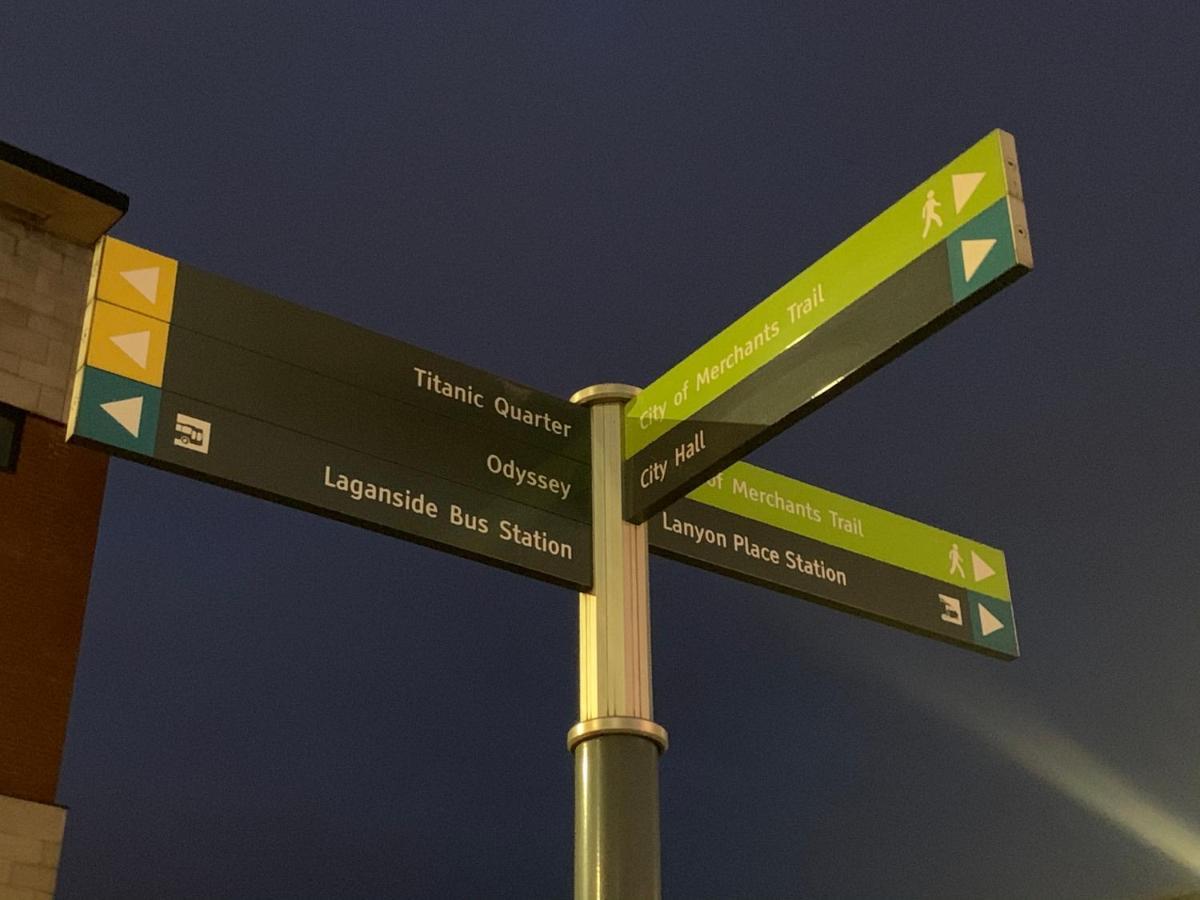 Titanic Quarter
Odyssey
Laganside Bus Station
City of Merchants Trail
City Hall
of Merchants Trail
Lanyon Place Station